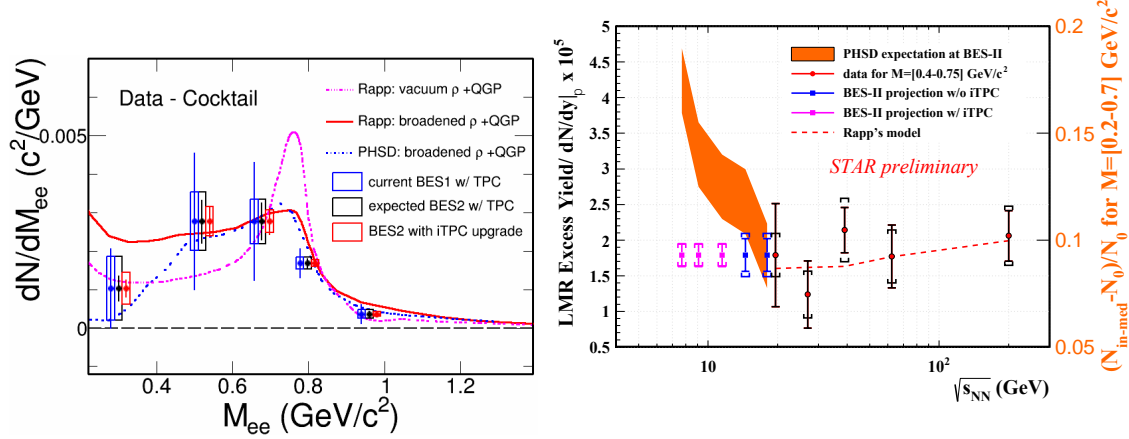 Data - Cocktail
Rapp: vacuum ρ +QGP
Rapp: broadened ρ +QGP
PHSD: broadened ρ +QGP
current BES1 w/ TPC
expected BES2 w/ TPC
BES2 with iTPC upgrade
dN/dMee (c²/GeV)
0.005
0
0.4 0.6 0.8 1 1.2
Mee (GeV/c²)
LMR Excess Yield/ dN/dy|p x 10⁵
5
4.5
4
3.5
3
2.5
2
1.5
1
0.5
PHSD expectation at BES-II
data for M=[0.4-0.75] GeV/c²
BES-II projection w/o iTPC
BES-II projection w/ iTPC
Rapp's model
STAR preliminary
10 10²
√sNN (GeV)
0.2
0.15
0.1
0.05
(Nin-med-N0)/N0 for M=[0.2-0.7] GeV/c²